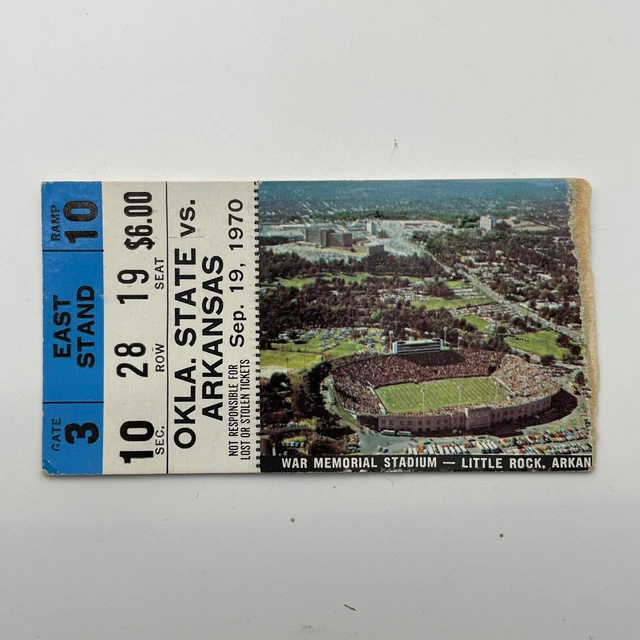 RAMP 10
EAST
STAND
GATE 3
$6.00
19 SEAT
28 ROW
10 SEC.
OKLA. STATE vs.
ARKANSAS
Sep. 19, 1970
NOT RESPONSIBLE FOR
LOST OR STOLEN TICKETS
WAR MEMORIAL STADIUM — LITTLE ROCK, ARKAN